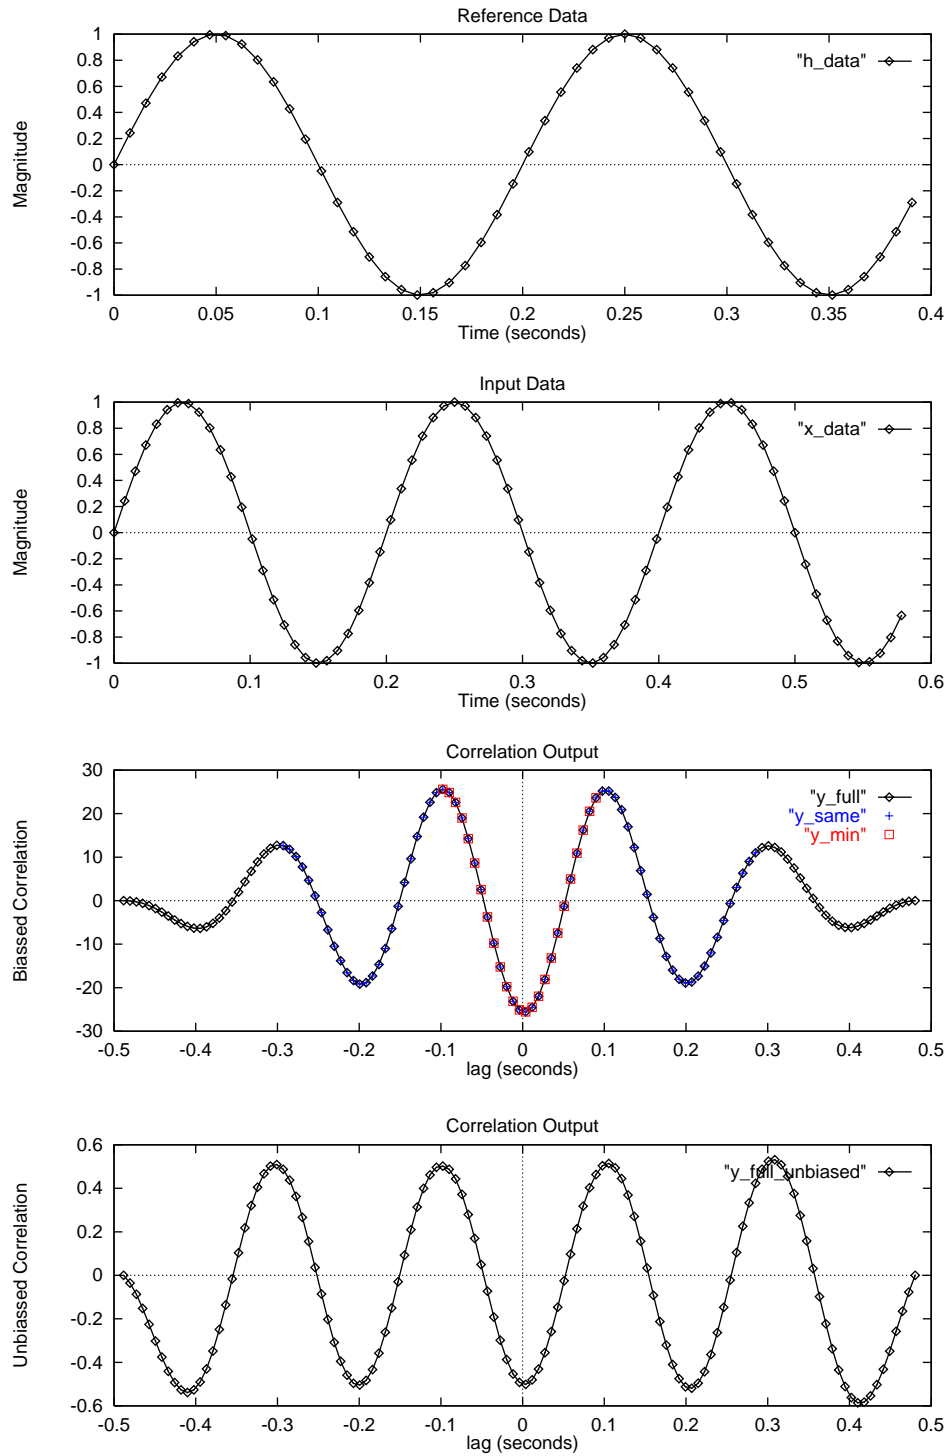 Reference Data
1
0.8
0.6
0.4
0.2
0
-0.2
-0.4
-0.6
-0.8
-1
Magnitude
"h_data"
0 0.05 0.1 0.15 0.2 0.25 0.3 0.35 0.4
Time (seconds)
Input Data
1
0.8
0.6
0.4
0.2
0
-0.2
-0.4
-0.6
-0.8
-1
Magnitude
"x_data"
0 0.1 0.2 0.3 0.4 0.5 0.6
Time (seconds)
Correlation Output
30
20
10
0
-10
-20
-30
Biassed Correlation
"y_full"
"y_same"
"y_min"
-0.5 -0.4 -0.3 -0.2 -0.1 0 0.1 0.2 0.3 0.4 0.5
lag (seconds)
Correlation Output
0.6
0.4
0.2
0
-0.2
-0.4
-0.6
Unbiassed Correlation
"y_full_unbiased"
-0.5 -0.4 -0.3 -0.2 -0.1 0 0.1 0.2 0.3 0.4 0.5
lag (seconds)